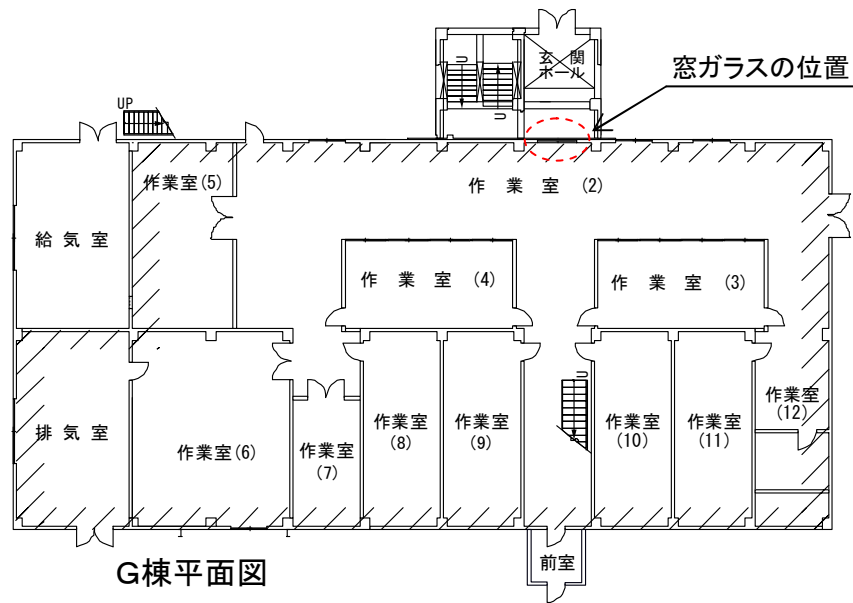 玄 関
ホール
窓ガラスの位置
U
U
UP
作業室(5)
作 業 室 (2)
給 気 室
作 業 室 (4)
作 業 室 (3)
U
作業室
(12)
排 気 室
作業室(6)
作業室
(7)
作業室
(8)
作業室
(9)
作業室
(10)
作業室
(11)
前室
G棟平面図